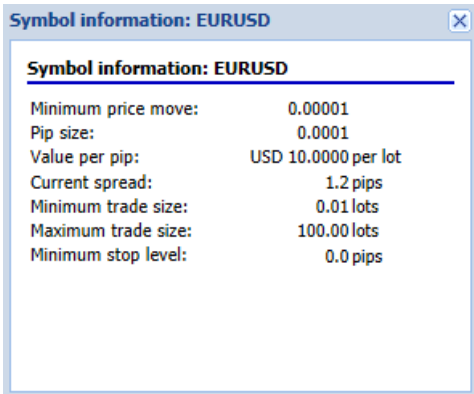 Symbol information: EURUSD
Symbol information: EURUSD
Minimum price move: 0.00001
Pip size: 0.0001
Value per pip: USD 10.0000 per lot
Current spread: 1.2 pips
Minimum trade size: 0.01 lots
Maximum trade size: 100.00 lots
Minimum stop level: 0.0 pips